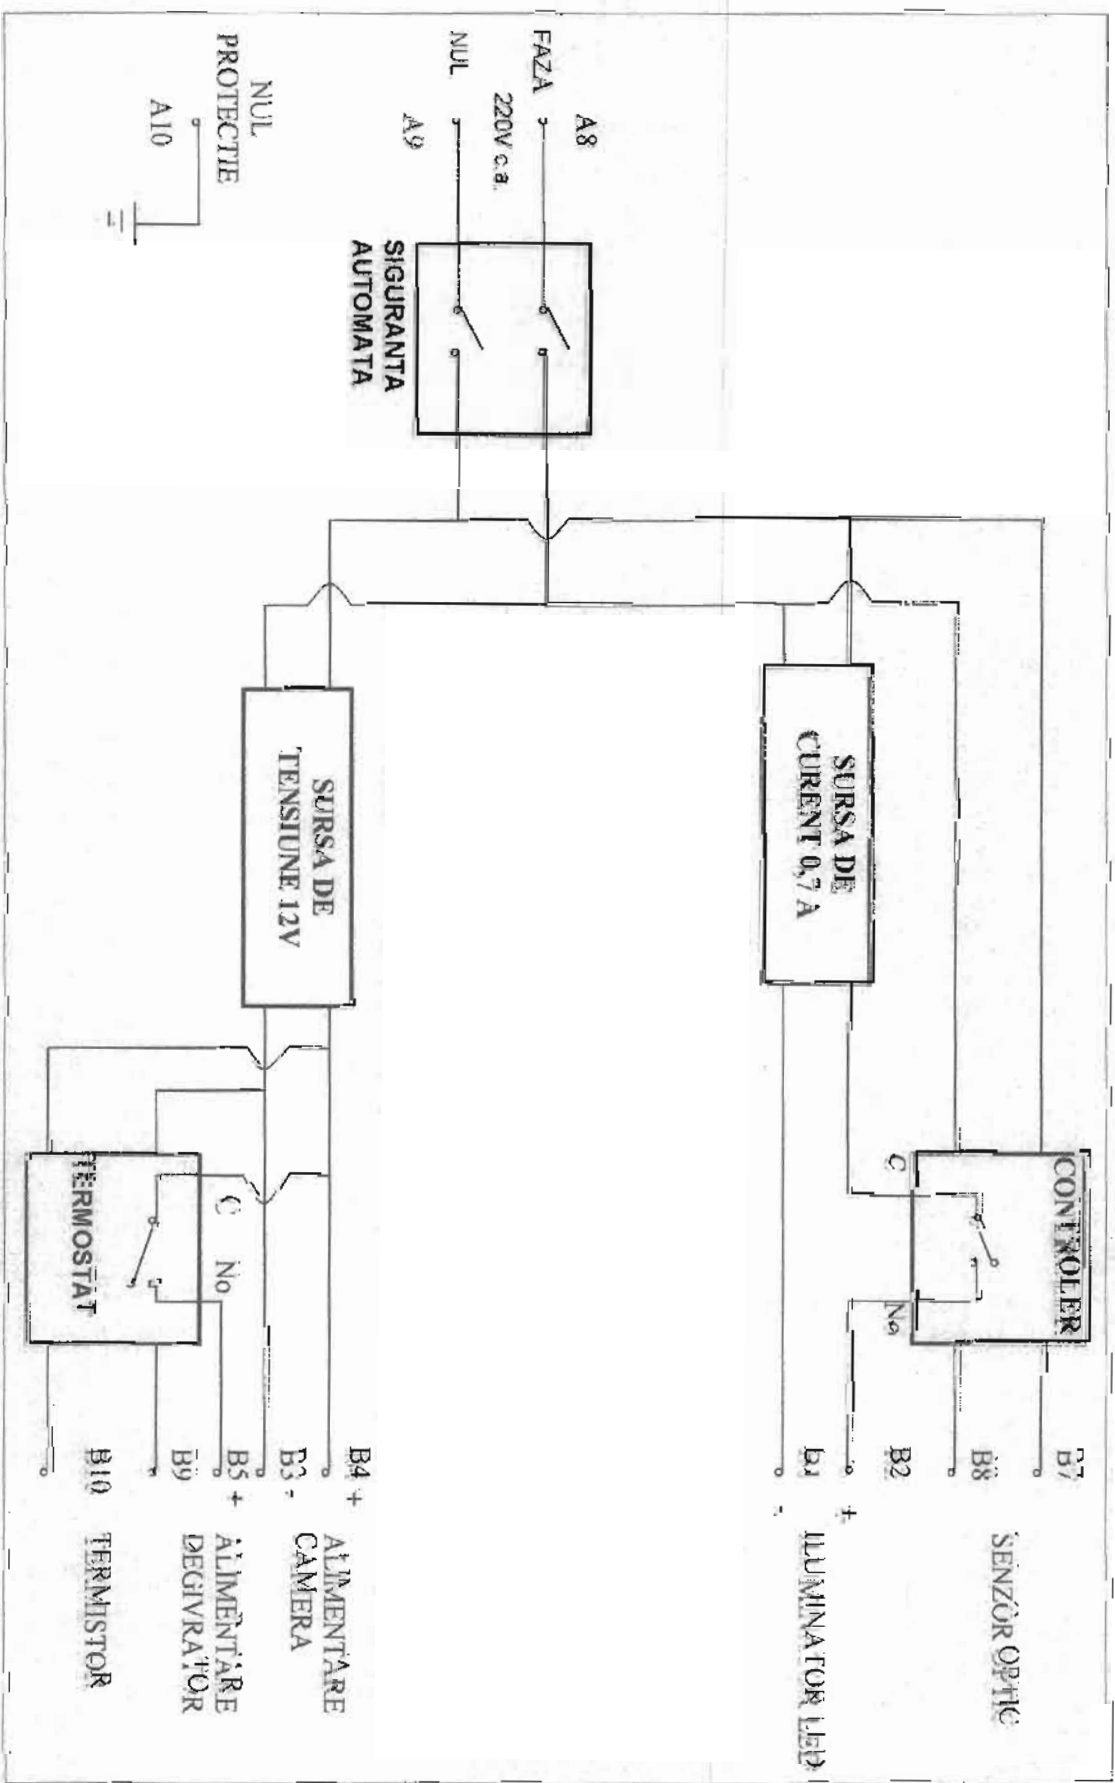 A8
FAZA
220V c.a.
NUL
A9
NUL
PROTECTIE
A10
SIGURANTA
AUTOMATA
SURSA DE
CURENT 0,7 A
SURSA DE
TENSIUNE 12V
CONTROLER
C
No
TERMOSTAT
C
No
B7
B8
SENZOR OPTIC
B2
+
B1
-
ILUMINATOR LED
B4 +
B3 -
ALIMENTARE
CAMERA
B5 +
ALIMENTARE
DEGIVRATOR
B9
B10
TERMISTOR